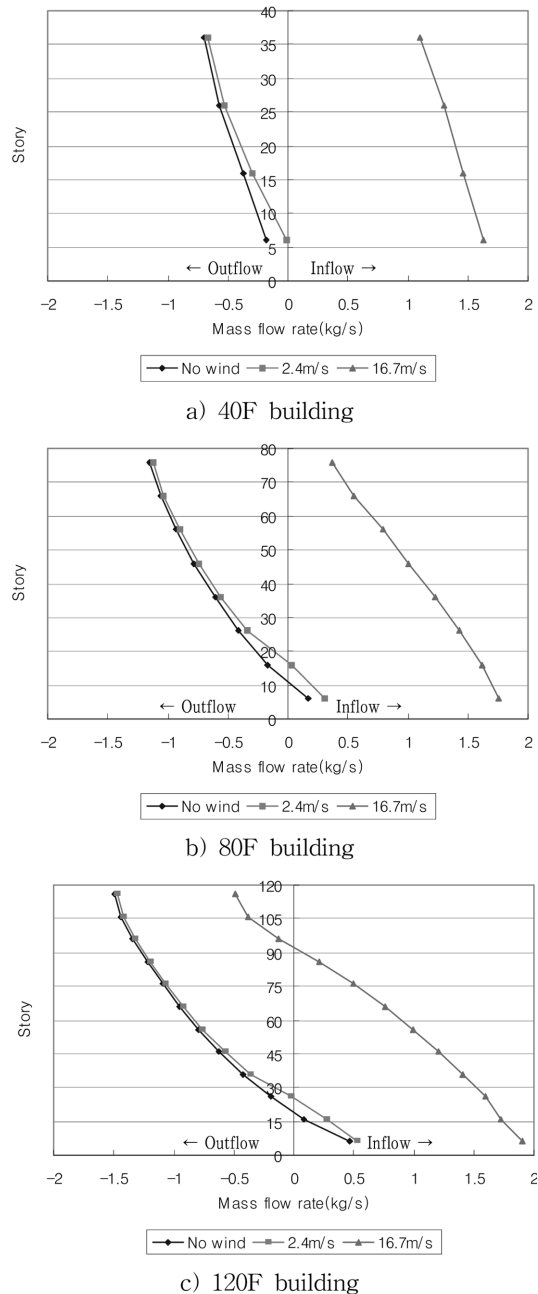 40
35
30
25
20
15
10
5
0
Story
← Outflow Inflow →
-2 -1.5 -1 -0.5 0 0.5 1 1.5 2
Mass flow rate(kg/s)
No wind 2.4m/s 16.7m/s
a) 40F building
80
70
60
50
40
30
20
10
0
Story
← Outflow Inflow →
-2 -1.5 -1 -0.5 0 0.5 1 1.5 2
Mass flow rate(kg/s)
No wind 2.4m/s 16.7m/s
b) 80F building
120
105
90
75
60
45
30
15
0
Story
← Outflow Inflow →
-2 -1.5 -1 -0.5 0 0.5 1 1.5 2
Mass flow rate(kg/s)
No wind 2.4m/s 16.7m/s
c) 120F building